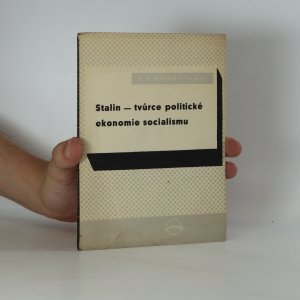 Stalin — tvůrce politické
ekonomie socialismu